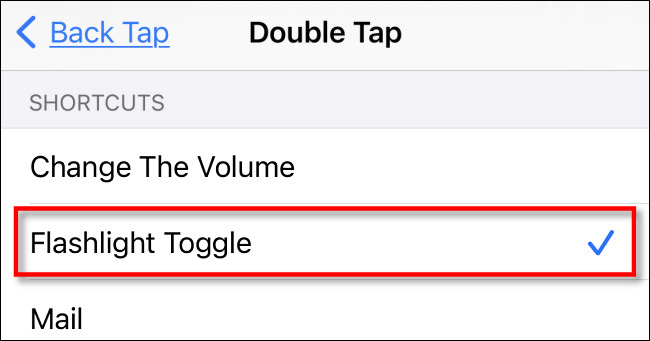 Back Tap Double Tap
SHORTCUTS
Change The Volume
Flashlight Toggle
Mail